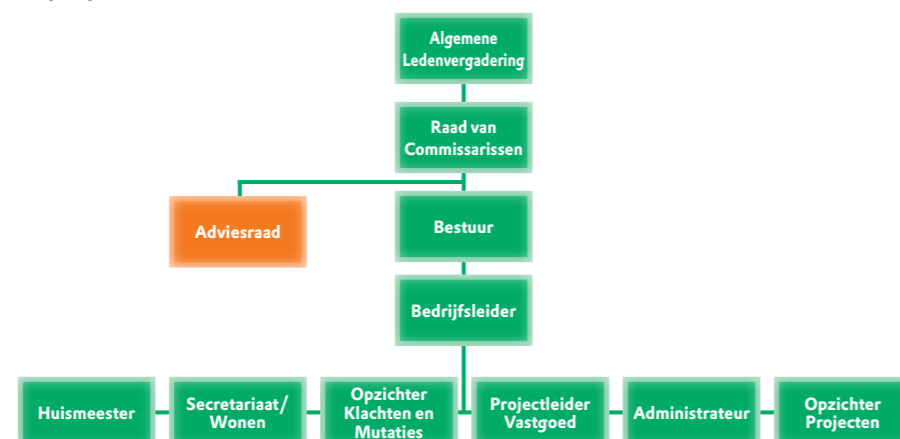 Algemene
Ledenvergadering
Raad van
Commissarissen
Adviesraad
Bestuur
Bedrijfsleider
Huismeester
Secretariaat/
Wonen
Opzichter
Klachten en
Mutaties
Projectleider
Vastgoed
Administrateur
Opzichter
Projecten